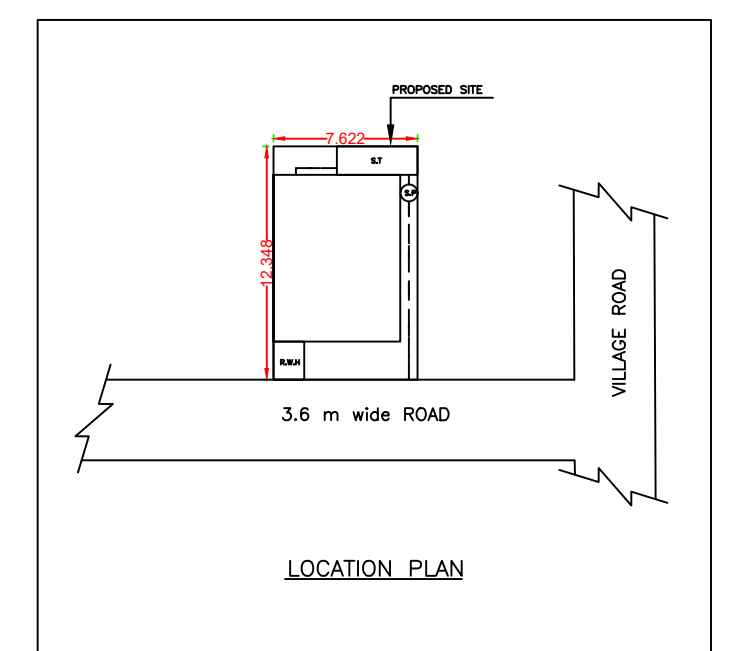 PROPOSED SITE
7.622
S.T
S.P
12.348
VILLAGE ROAD
R.W.H
3.6 m wide ROAD
LOCATION PLAN